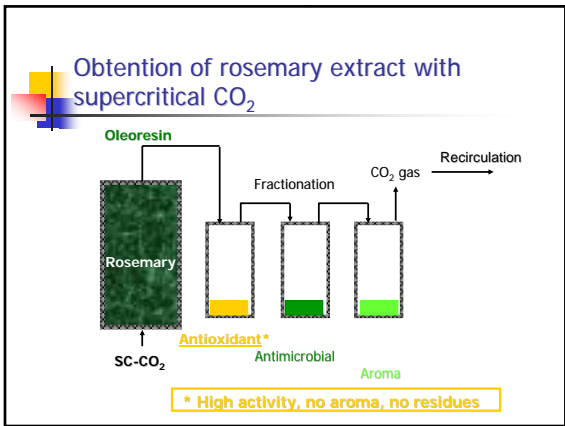 Obtention of rosemary extract with
supercritical CO₂
Oleoresin
Recirculation
CO₂ gas
Fractionation
Rosemary
Antioxidant*
SC-CO₂
Antimicrobial
Aroma
* High activity, no aroma, no residues